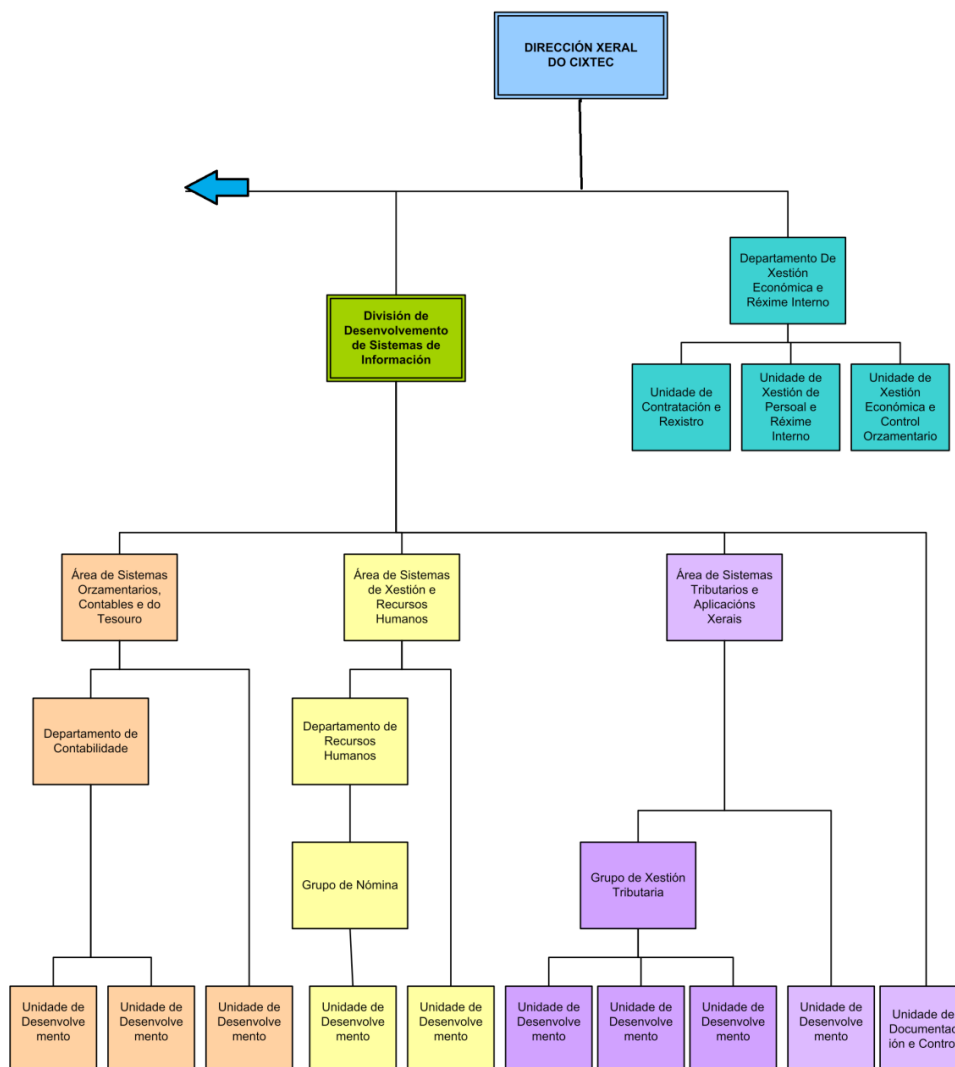 DIRECCIÓN XERAL
DO CIXTEC
Departamento De
Xestión
Económica e
Réxime Interno
División de
Desenvolvemento
de Sistemas de
Información
Unidade de
Contratación e
Rexistro
Unidade de
Xestión de
Persoal e
Réxime
Interno
Unidade de
Xestión
Económica e
Control
Orzamentario
Área de Sistemas
Orzamentarios,
Contables e do
Tesouro
Área de Sistemas
de Xestión e
Recursos
Humanos
Área de Sistemas
Tributarios e
Aplicacións
Xerais
Departamento de
Contabilidade
Departamento de
Recursos
Humanos
Grupo de Nómina
Grupo de Xestión
Tributaria
Unidade de
Desenvolve
mento
Unidade de
Desenvolve
mento
Unidade de
Desenvolve
mento
Unidade de
Desenvolve
mento
Unidade de
Desenvolve
mento
Unidade de
Desenvolve
mento
Unidade de
Desenvolve
mento
Unidade de
Desenvolve
mento
Unidade de
Desenvolve
mento
Unidade de
Documentac
ión e Control